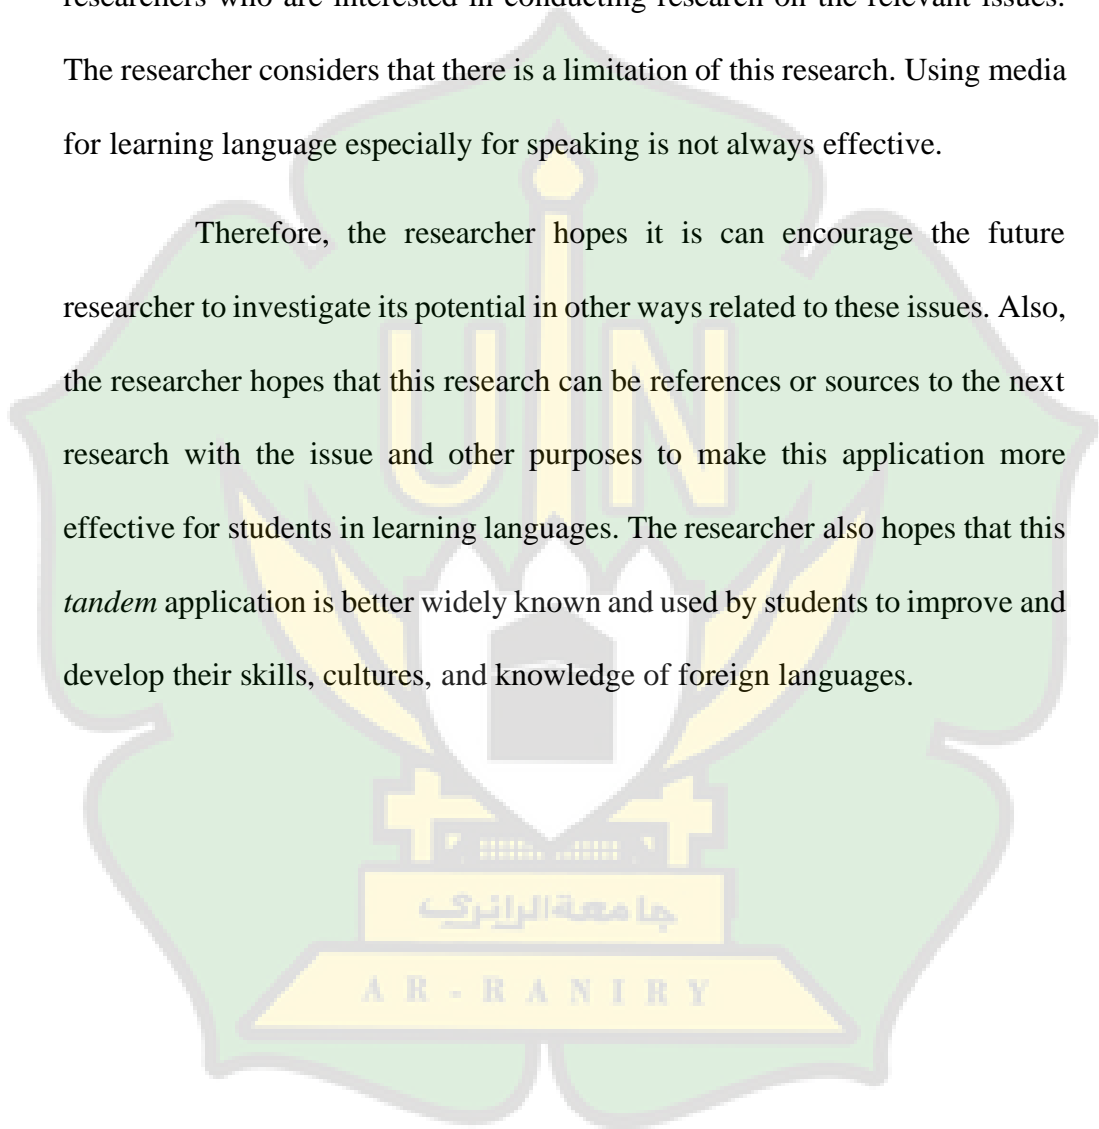 researchers who are interested in conducting research on the relevant issues.
The researcher considers that there is a limitation of this research. Using media
for learning language especially for speaking is not always effective.
Therefore, the researcher hopes it is can encourage the future
researcher to investigate its potential in other ways related to these issues. Also,
the researcher hopes that this research can be references or sources to the next
research with the issue and other purposes to make this application more
effective for students in learning languages. The researcher also hopes that this
tandem application is better widely known and used by students to improve and
develop their skills, cultures, and knowledge of foreign languages.
UIN
جامعة الرانري
AR-RANIRY